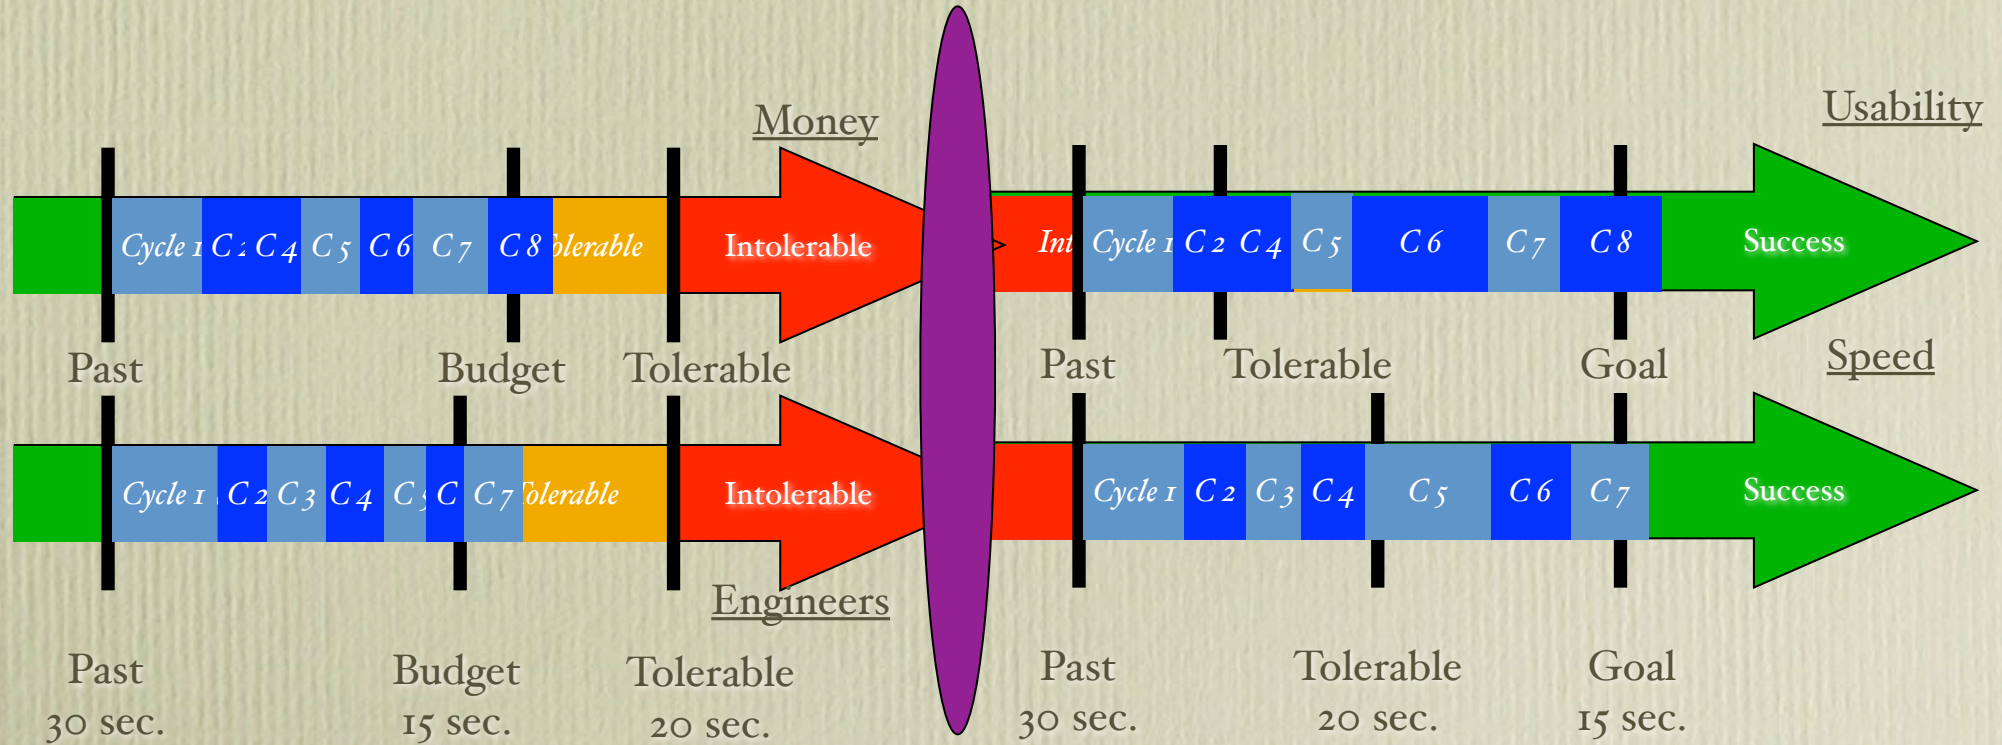 Money
Usability
Cycle 1 C 2 C 4 C 5 C 6 C 7 C 8 Intolerable
Cycle 1 C 2 C 4 C 5 C 6 C 7 C 8 Success
Past Budget Tolerable
Past Tolerable Goal
Speed
Cycle 1 C 2 C 3 C 4 C 5 C C 7 Intolerable
Cycle 1 C 2 C 3 C 4 C 5 C 6 C 7 Success
Engineers
Past Budget Tolerable
30 sec. 15 sec. 20 sec.
Past Tolerable Goal
30 sec. 20 sec. 15 sec.